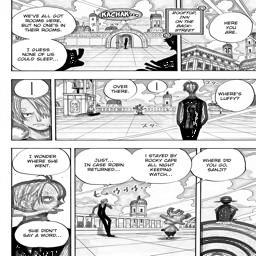 HERE
YOU
ARE.
ROOFTOP,
INN
ON THE
BACK-
STREET
KACHAK
WE'VE ALL
GOT ROOMS
HERE, BUT
NO ONE'S IN
THEIR ROOMS.
I GUESS
NONE OF US
COULD SLEEP...
WHERE'S
LUFFY?
OVER
THERE.
WHERE DID
YOU GO,
SANJI?
I STAYED BY
ROCKY CAPE
ALL NIGHT
KEEPING
WATCH...
JUST...
IN CASE ROBIN
RETURNED...
I WONDER
WHERE SHE
WENT.
SHE DIDN'T
SAY A WORD...